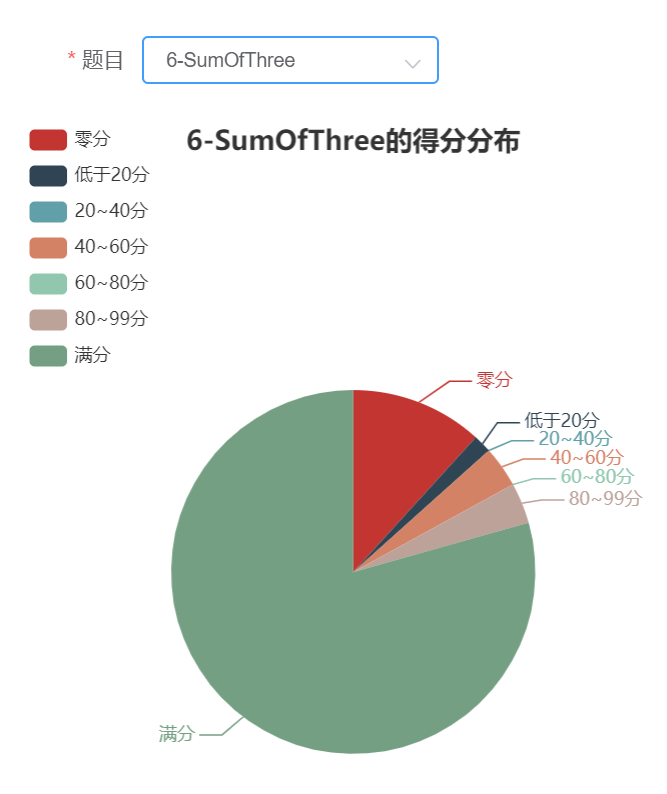 * 题目 6-SumOfThree
6-SumOfThree的得分分布
零分
低于20分
20~40分
40~60分
60~80分
80~99分
满分
零分
低于20分
20~40分
40~60分
60~80分
80~99分
满分